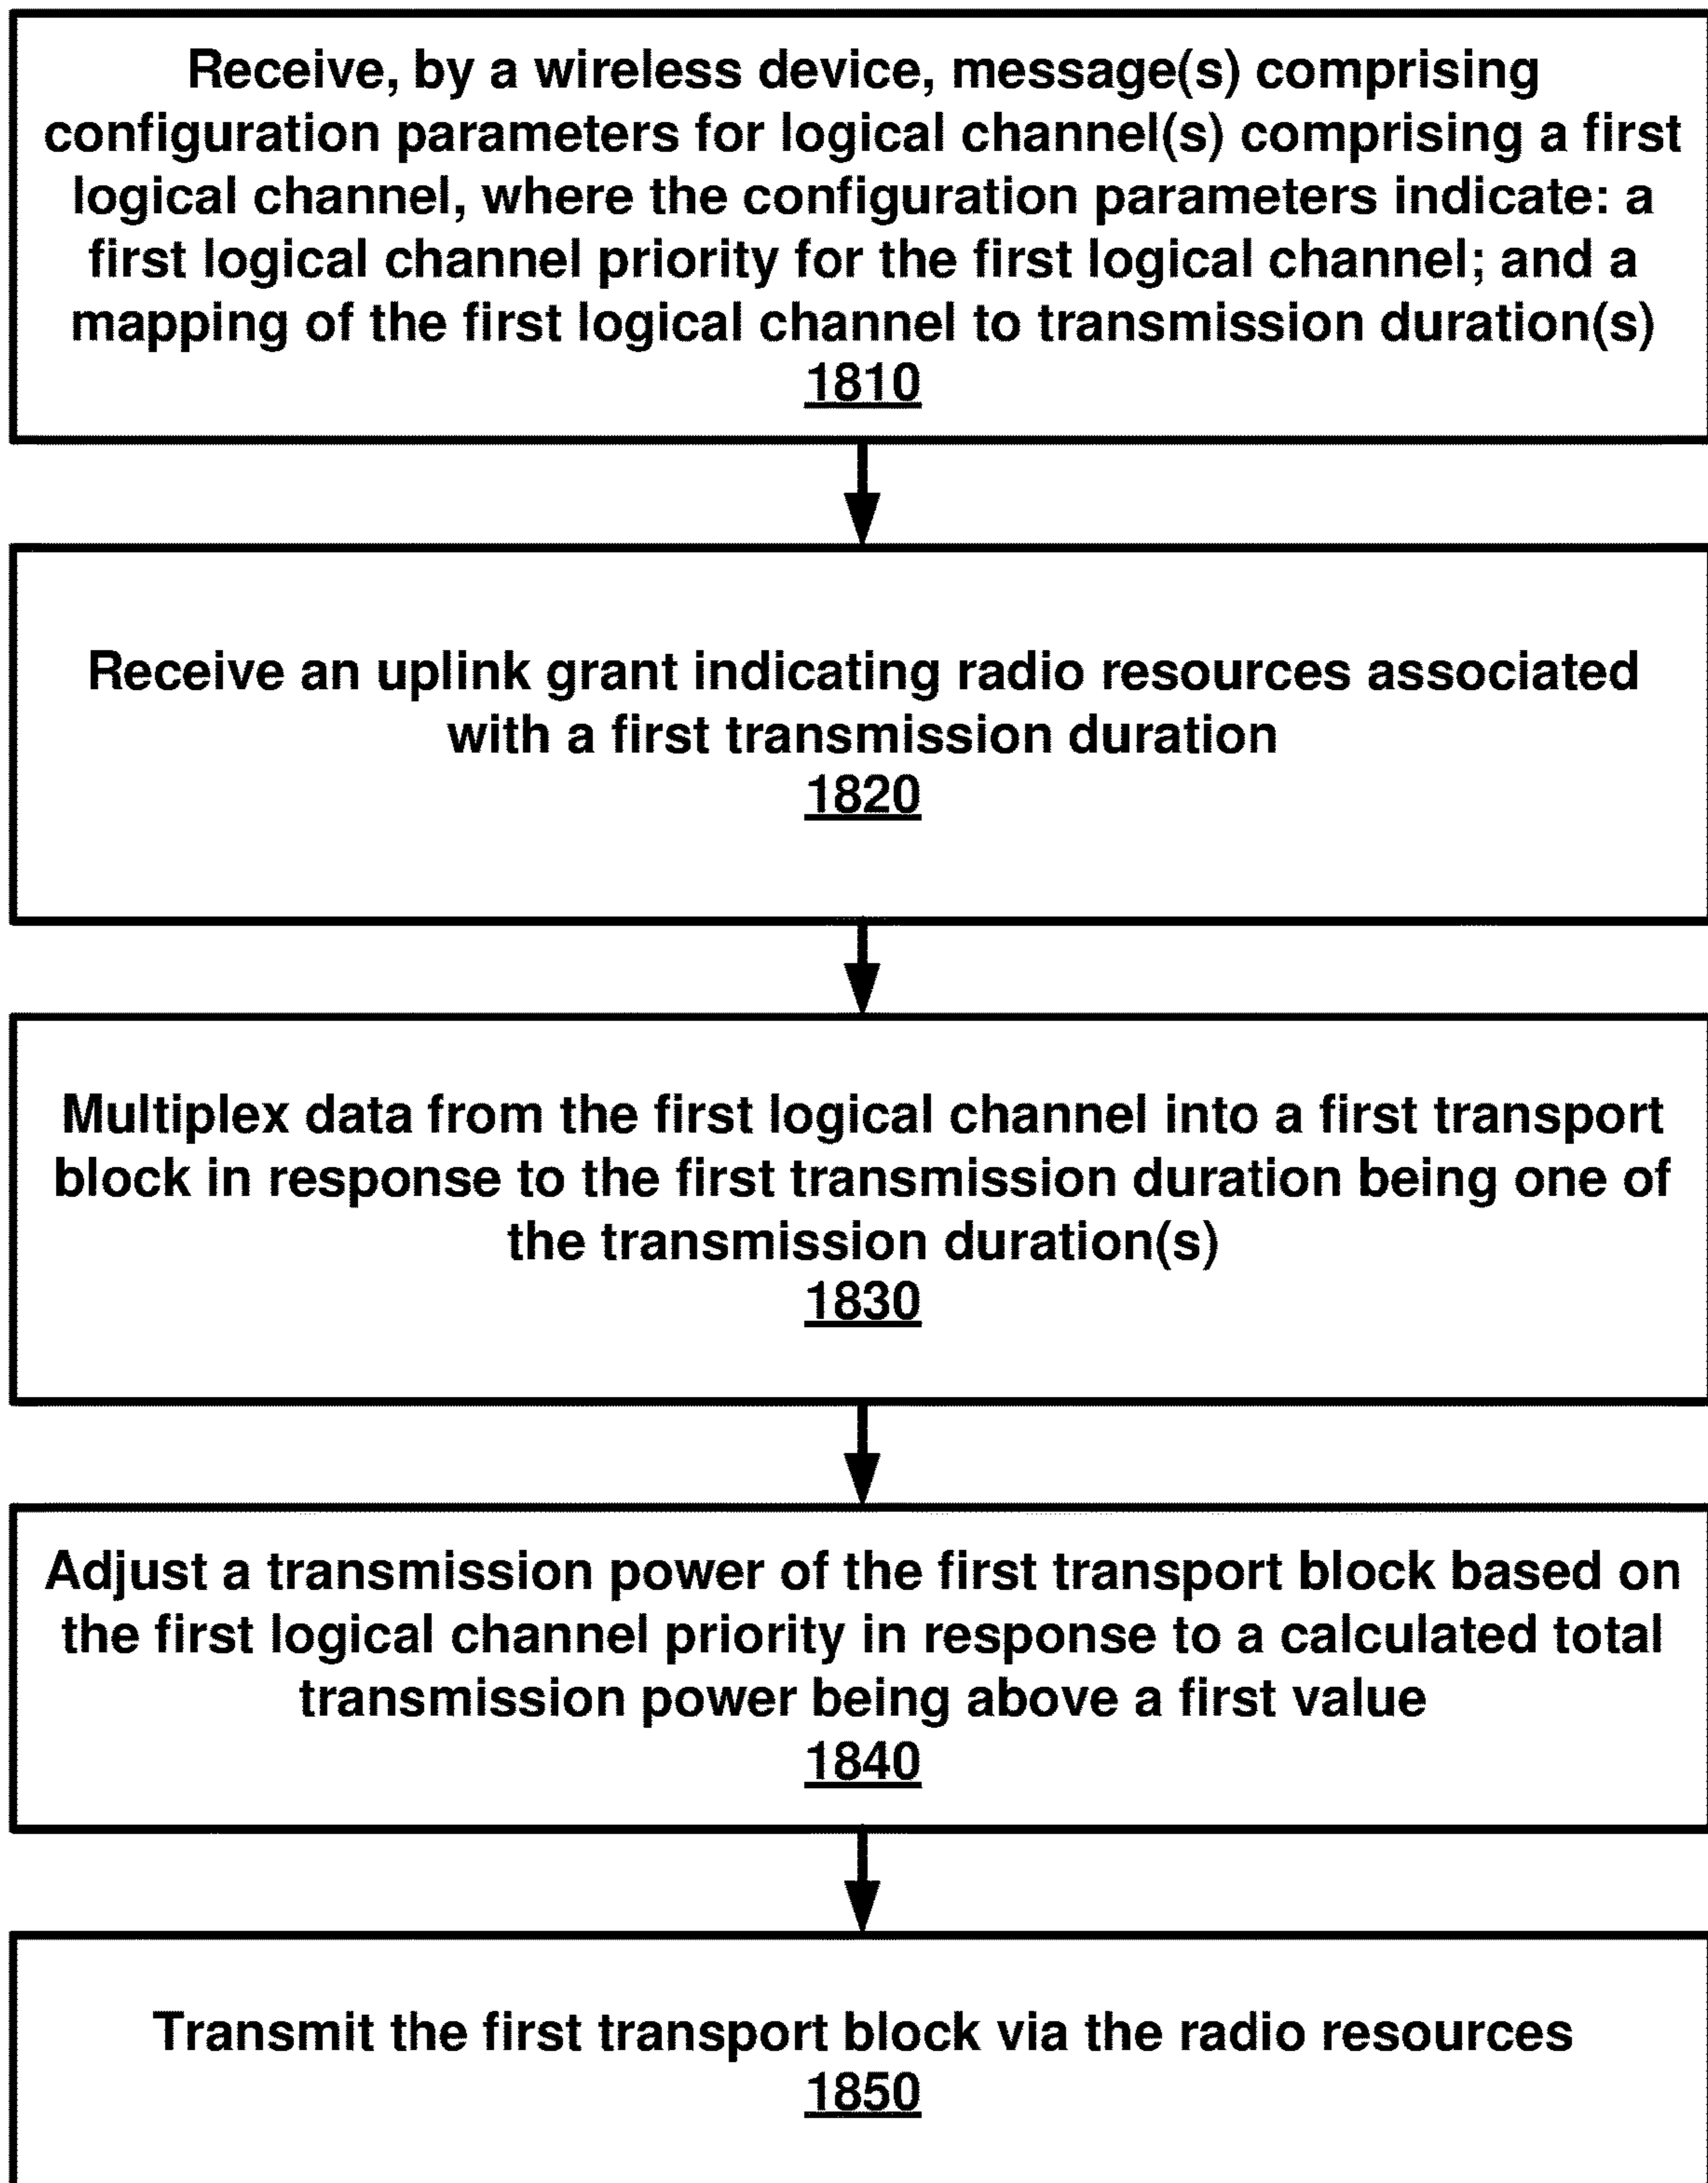 Receive, by a wireless device, message(s) comprising
configuration parameters for logical channel(s) comprising a first
logical channel, where the configuration parameters indicate: a
first logical channel priority for the first logical channel; and a
mapping of the first logical channel to transmission duration(s)
1810
Receive an uplink grant indicating radio resources associated
with a first transmission duration
1820
Multiplex data from the first logical channel into a first transport
block in response to the first transmission duration being one of
the transmission duration(s)
1830
Adjust a transmission power of the first transport block based on
the first logical channel priority in response to a calculated total
transmission power being above a first value
1840
Transmit the first transport block via the radio resources
1850